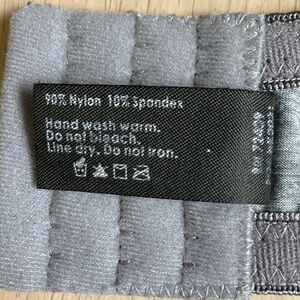 90% Nylon 10% Spandex
Hand wash warm.
Do not bleach.
Line dry. Do not iron.